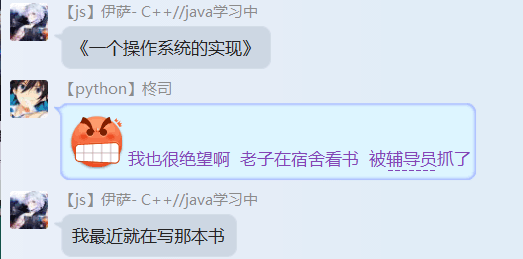 【js】伊萨- C++//java学习中
《一个操作系统的实现》
【python】柊司
我也很绝望啊 老子在宿舍看书 被辅导员抓了
【js】伊萨- C++//java学习中
我最近就在写那本书